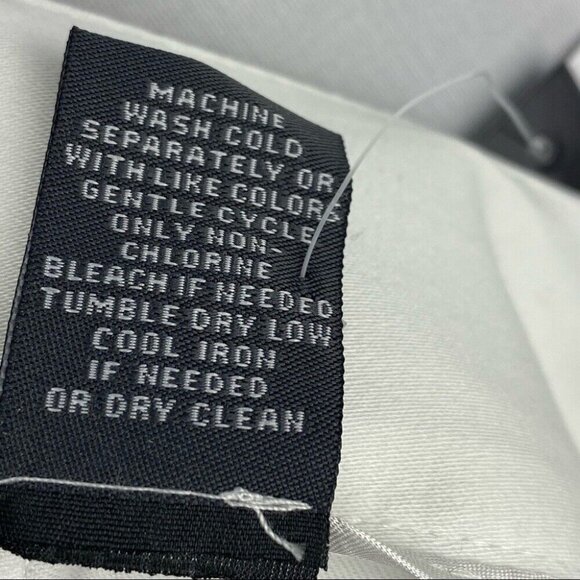 MACHINE
WASH COLD
SEPARATELY OR
WITH LIKE COLORS
GENTLE CYCLE
ONLY NON-
CHLORINE
BLEACH IF NEEDED
TUMBLE DRY LOW
COOL IRON
IF NEEDED
OR DRY CLEAN